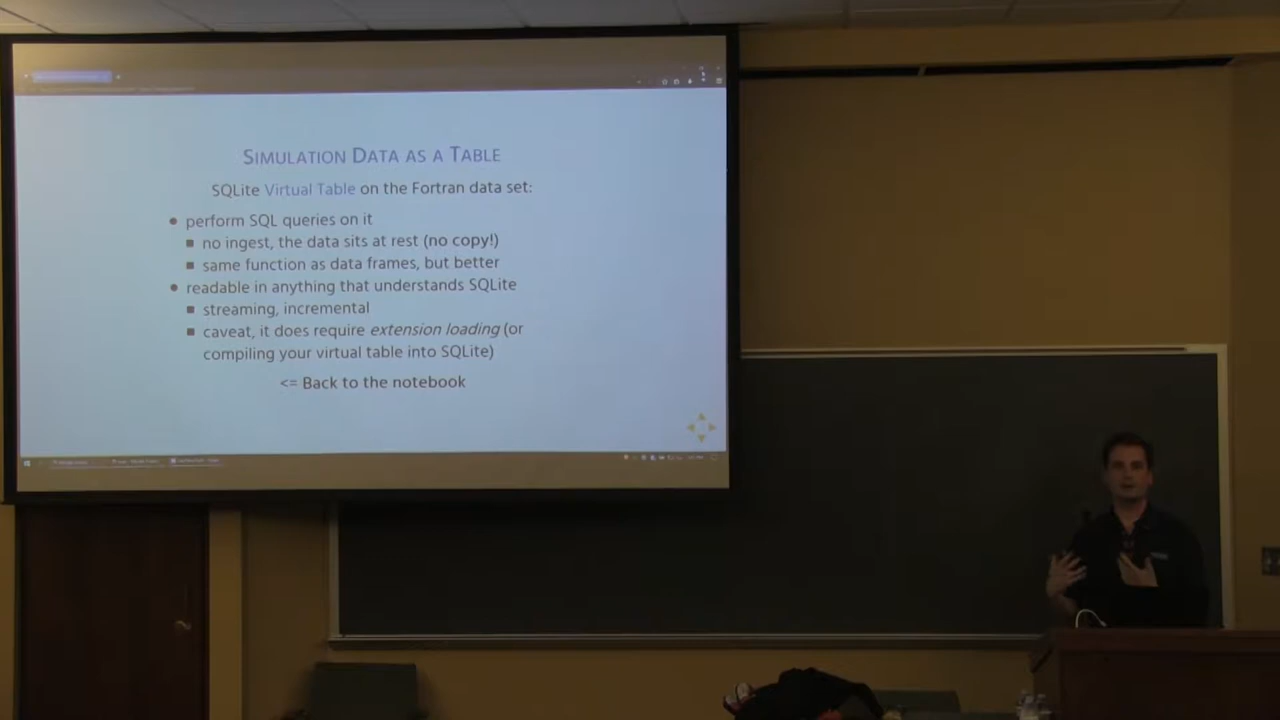 SIMULATION DATA AS A TABLE
SQLite Virtual Table on the Fortran data set:
● perform SQL queries on it
■ no ingest, the data sits at rest (no copy!)
■ same function as data frames, but better
● readable in anything that understands SQLite
■ streaming, incremental
■ caveat, it does require extension loading (or
compiling your virtual table into SQLite)
<= Back to the notebook